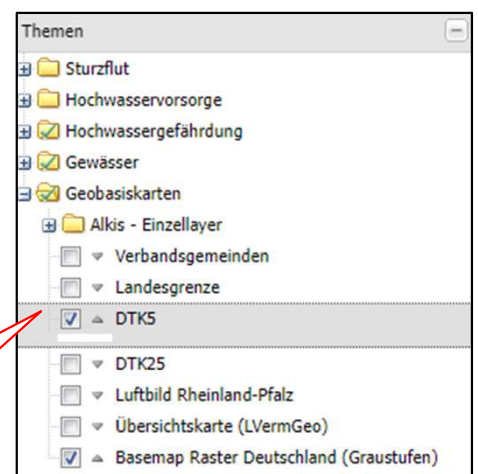 Themen
Sturzflut
Hochwasservorsorge
Hochwassergefährdung
Gewässer
Geobasiskarten
Alkis - Einzellayer
Verbandsgemeinden
Landesgrenze
DTK5
DTK25
Luftbild Rheinland-Pfalz
Übersichtskarte (LVermGeo)
Basemap Raster Deutschland (Graustufen)